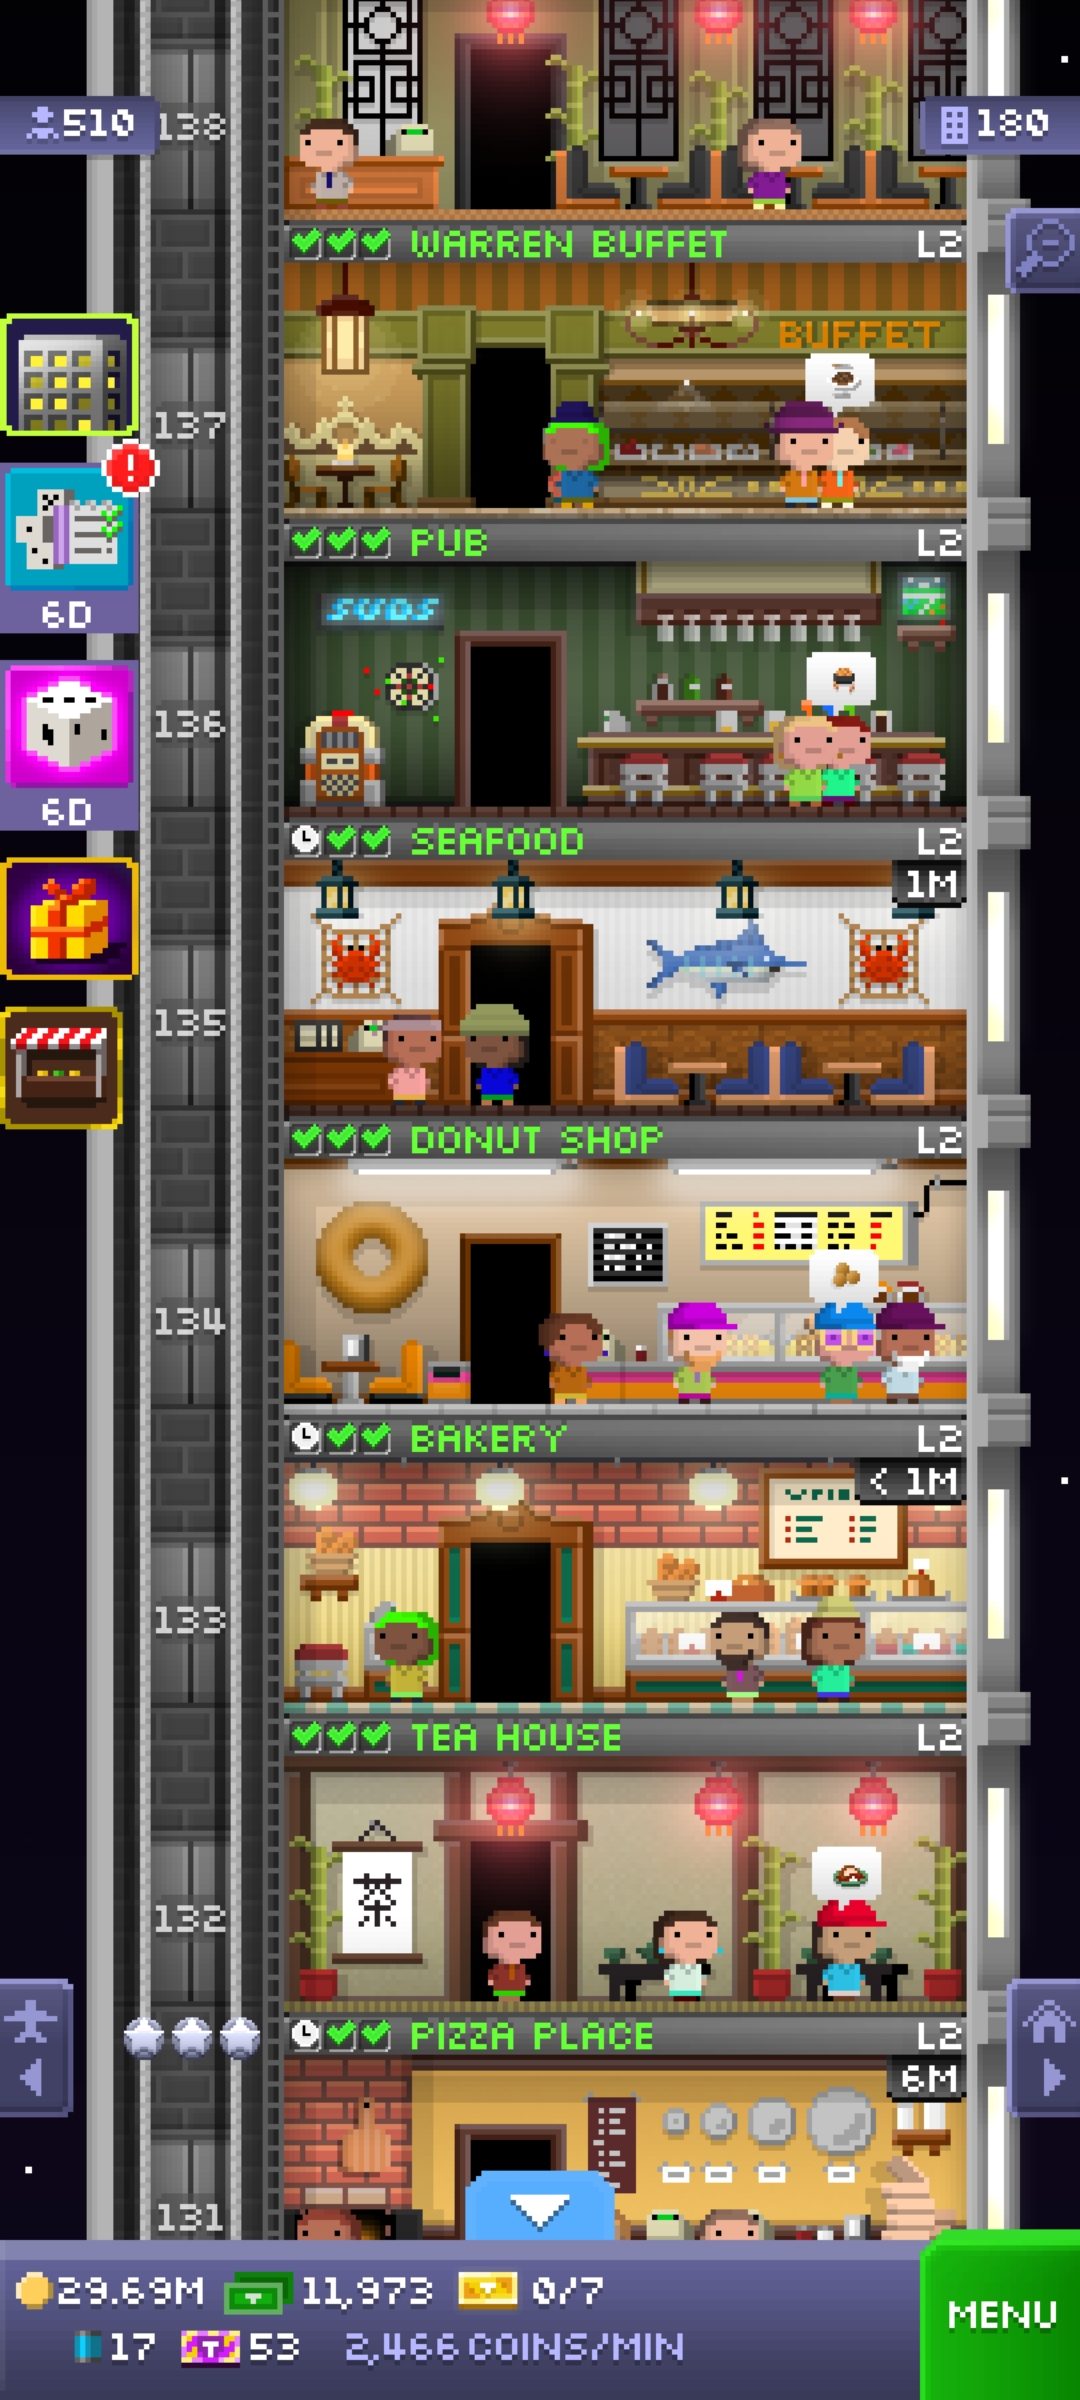 510
138
180
WARREN BUFFET L2
BUFFET
137
PUB L2
6D
SUDS
136
6D
SEAFOOD L2
1M
135
DONUT SHOP L2
134
BAKERY L2
< 1M
133
TEA HOUSE L2
茶
132
PIZZA PLACE L2
6M
131
29.69M 11,973 0/7
MENU
17 53 2,466 COINS/MIN